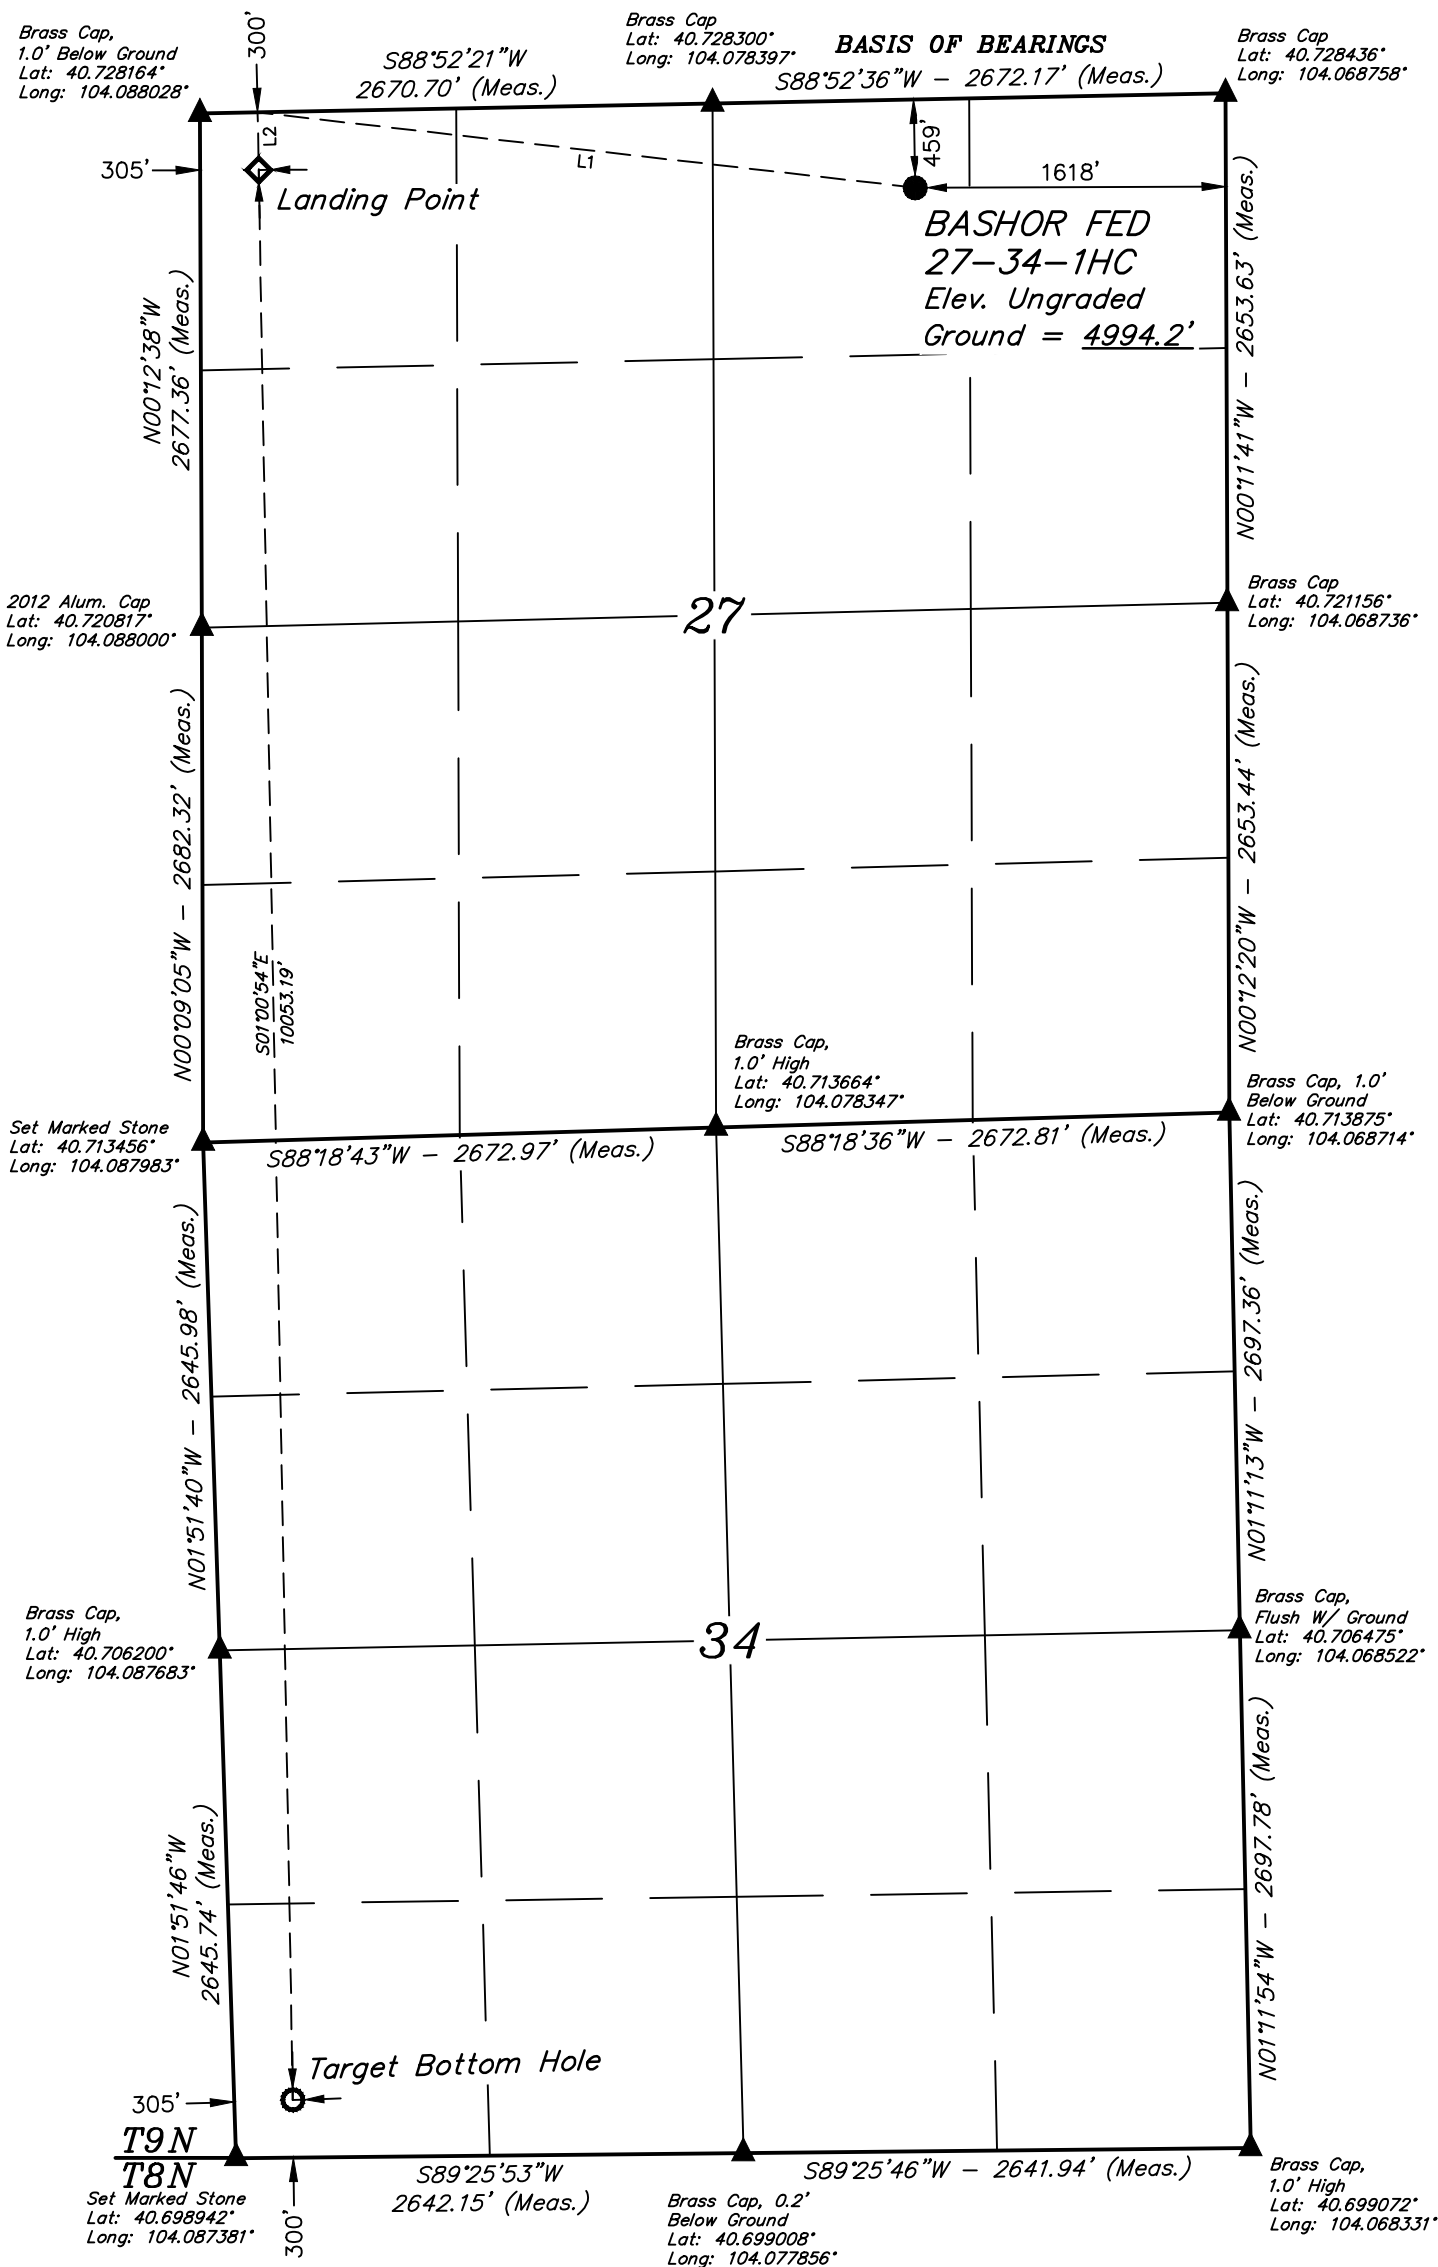 Brass Cap,
1.0' Below Ground
Lat: 40.728164°
Long: 104.088028°
300'
S88°52'21"W
2670.70' (Meas.)
Brass Cap
Lat: 40.728300°
Long: 104.078397°
BASIS OF BEARINGS
S88°52'36"W - 2672.17' (Meas.)
Brass Cap
Lat: 40.728436°
Long: 104.068758°
L2
L1
305'
Landing Point
459'
1618'
BASHOR FED
27-34-1HC
Elev. Ungraded
Ground = 4994.2'
N00°12'38"W
2677.36' (Meas.)
N00°11'41"W - 2653.63' (Meas.)
2012 Alum. Cap
Lat: 40.720817°
Long: 104.088000°
27
Brass Cap
Lat: 40.721156°
Long: 104.068736°
N00°09'05"W - 2682.32' (Meas.)
S01°00'54"E
10053.19'
N00°12'20"W - 2653.44' (Meas.)
Brass Cap,
1.0' High
Lat: 40.713664°
Long: 104.078347°
Brass Cap, 1.0'
Below Ground
Lat: 40.713875°
Long: 104.068714°
Set Marked Stone
Lat: 40.713456°
Long: 104.087983°
S88°18'43"W - 2672.97' (Meas.)
S88°18'36"W - 2672.81' (Meas.)
N01°51'40"W - 2645.98' (Meas.)
N01°11'13"W - 2697.36' (Meas.)
Brass Cap,
1.0' High
Lat: 40.706200°
Long: 104.087683°
34
Brass Cap,
Flush W/ Ground
Lat: 40.706475°
Long: 104.068522°
N01°51'46"W
2645.74' (Meas.)
N01°11'54"W - 2697.78' (Meas.)
Target Bottom Hole
305'
T9N
T8N
Set Marked Stone
Lat: 40.698942°
Long: 104.087381°
300'
S89°25'53"W
2642.15' (Meas.)
Brass Cap, 0.2'
Below Ground
Lat: 40.699008°
Long: 104.077856°
S89°25'46"W - 2641.94' (Meas.)
Brass Cap,
1.0' High
Lat: 40.699072°
Long: 104.068331°